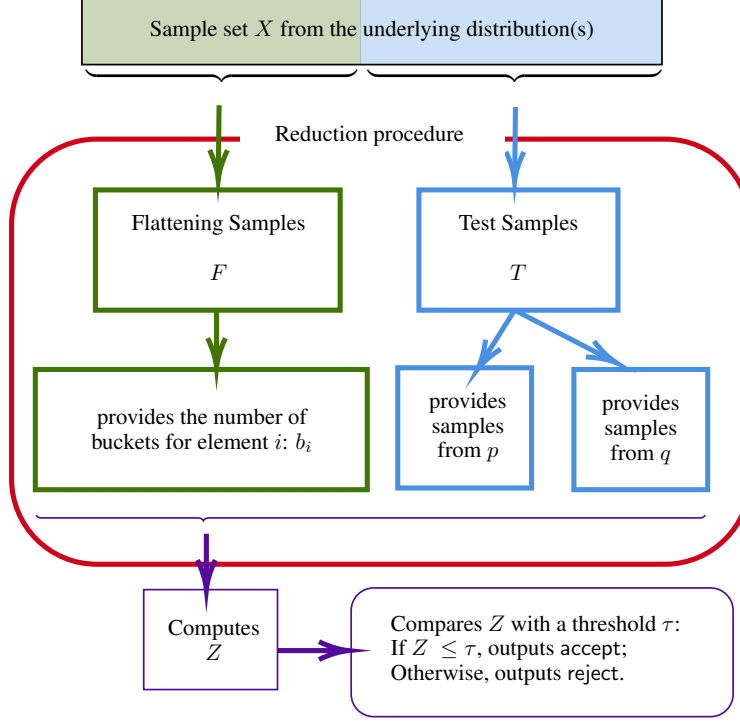 Sample set X from the underlying distribution(s)
Reduction procedure
Flattening Samples
F
Test Samples
T
provides the number of
buckets for element i: b_i
provides
samples
from p
provides
samples
from q
Computes
Z
Compares Z with a threshold τ:
If Z ≤ τ, outputs accept;
Otherwise, outputs reject.